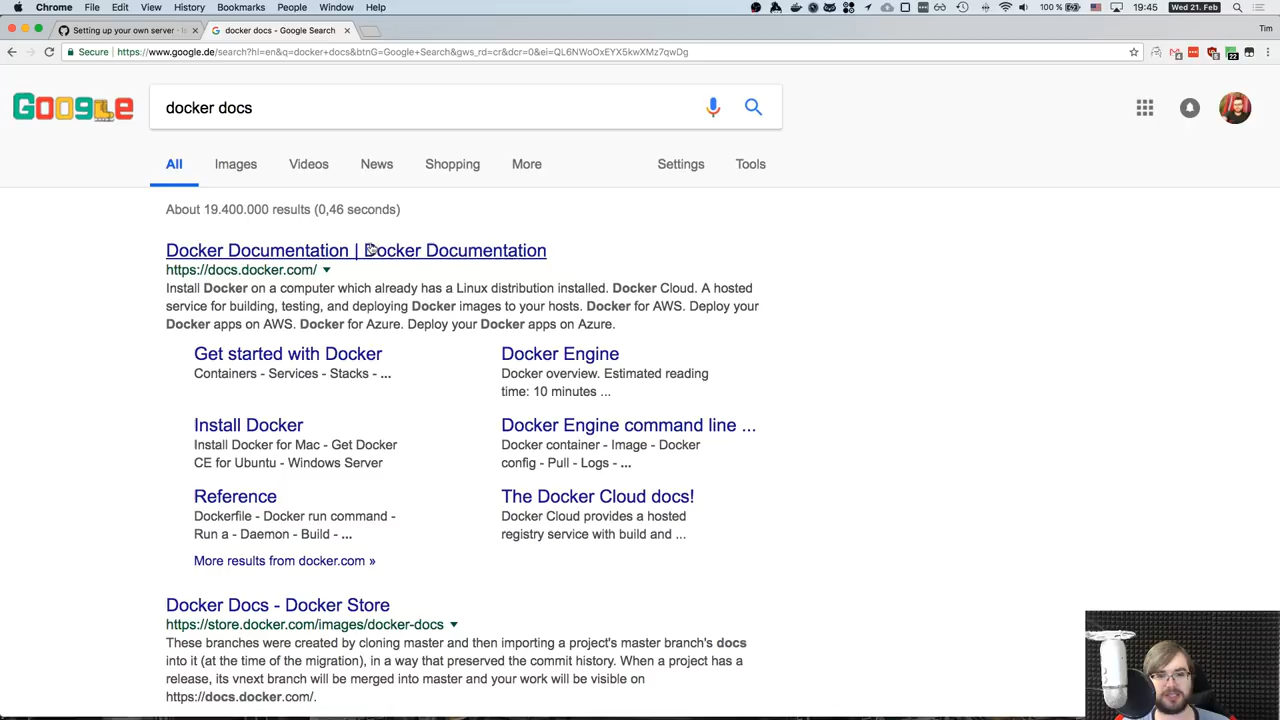 Chrome File Edit View History Bookmarks People Window Help 100 % 19:45 Wed 21. Feb
Setting up your own server · docker docs - Google Search Tim
Secure https://www.google.de/search?hl=en&q=docker+docs&btnG=Google+Search&gws_rd=cr&dcr=0&ei=QL6NWoOxEYX5kwXMz7qwDg
Google docker docs
All Images Videos News Shopping More Settings Tools
About 19.400.000 results (0,46 seconds)
Docker Documentation | Docker Documentation
https://docs.docker.com/
Install Docker on a computer which already has a Linux distribution installed. Docker Cloud. A hosted
service for building, testing, and deploying Docker images to your hosts. Docker for AWS. Deploy your
Docker apps on AWS. Docker for Azure. Deploy your Docker apps on Azure.
Get started with Docker
Containers - Services - Stacks - ...
Docker Engine
Docker overview. Estimated reading
time: 10 minutes ...
Install Docker
Install Docker for Mac - Get Docker
CE for Ubuntu - Windows Server
Docker Engine command line ...
Docker container - Image - Docker
config - Pull - Logs - ...
Reference
Dockerfile - Docker run command -
Run a - Daemon - Build - ...
The Docker Cloud docs!
Docker Cloud provides a hosted
registry service with build and ...
More results from docker.com »
Docker Docs - Docker Store
https://store.docker.com/images/docker-docs
These branches were created by cloning master and then importing a project's master branch's docs
into it (at the time of the migration), in a way that preserved the commit history. When a project has a
release, its vnext branch will be merged into master and your work will be visible on
https://docs.docker.com/.